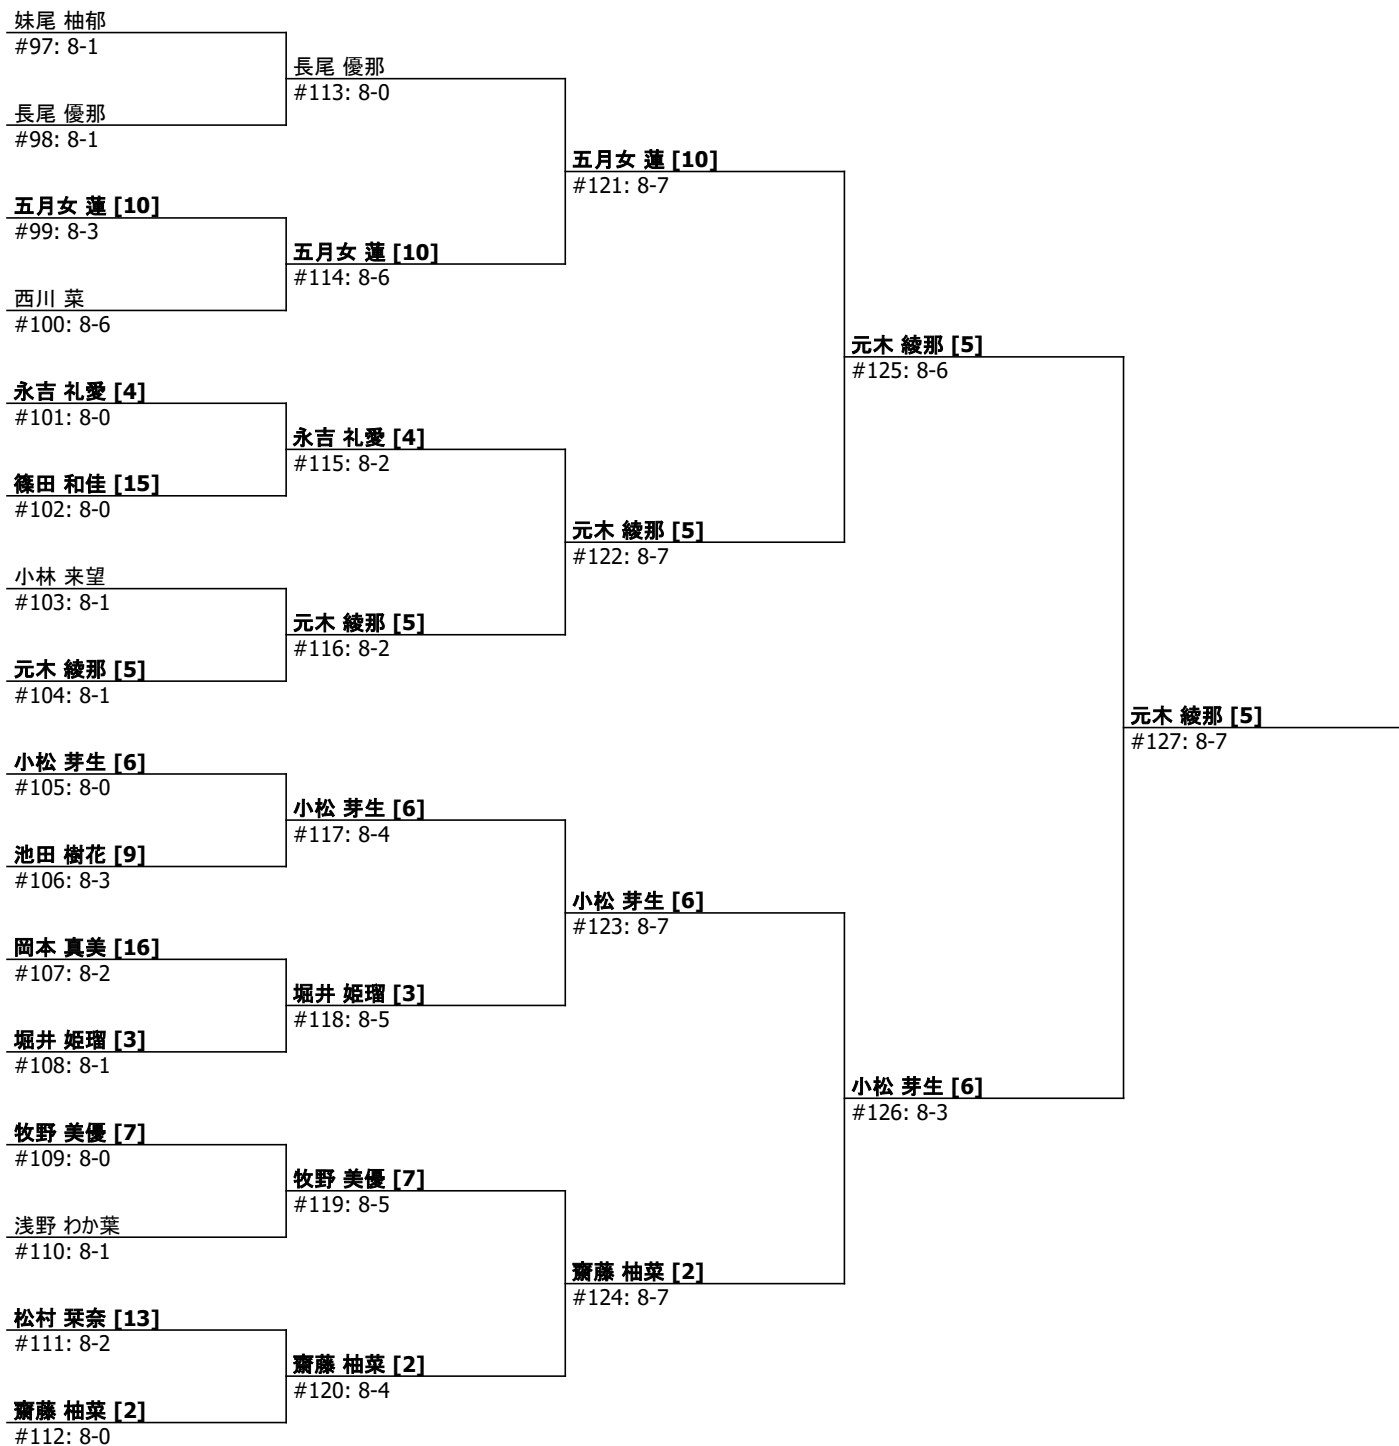 妹尾 柚郁
#97: 8-1
長尾 優那
#98: 8-1
五月女 蓮 [10]
#99: 8-3
西川 菜
#100: 8-6
永吉 礼愛 [4]
#101: 8-0
篠田 和佳 [15]
#102: 8-0
小林 来望
#103: 8-1
元木 綾那 [5]
#104: 8-1
小松 芽生 [6]
#105: 8-0
池田 樹花 [9]
#106: 8-3
岡本 真美 [16]
#107: 8-2
堀井 姫瑠 [3]
#108: 8-1
牧野 美優 [7]
#109: 8-0
浅野 わか葉
#110: 8-1
松村 栞奈 [13]
#111: 8-2
齋藤 柚菜 [2]
#112: 8-0
長尾 優那
#113: 8-0
五月女 蓮 [10]
#114: 8-6
永吉 礼愛 [4]
#115: 8-2
元木 綾那 [5]
#116: 8-2
小松 芽生 [6]
#117: 8-4
堀井 姫瑠 [3]
#118: 8-5
牧野 美優 [7]
#119: 8-5
齋藤 柚菜 [2]
#120: 8-4
五月女 蓮 [10]
#121: 8-7
元木 綾那 [5]
#122: 8-7
小松 芽生 [6]
#123: 8-7
齋藤 柚菜 [2]
#124: 8-7
元木 綾那 [5]
#125: 8-6
小松 芽生 [6]
#126: 8-3
元木 綾那 [5]
#127: 8-7